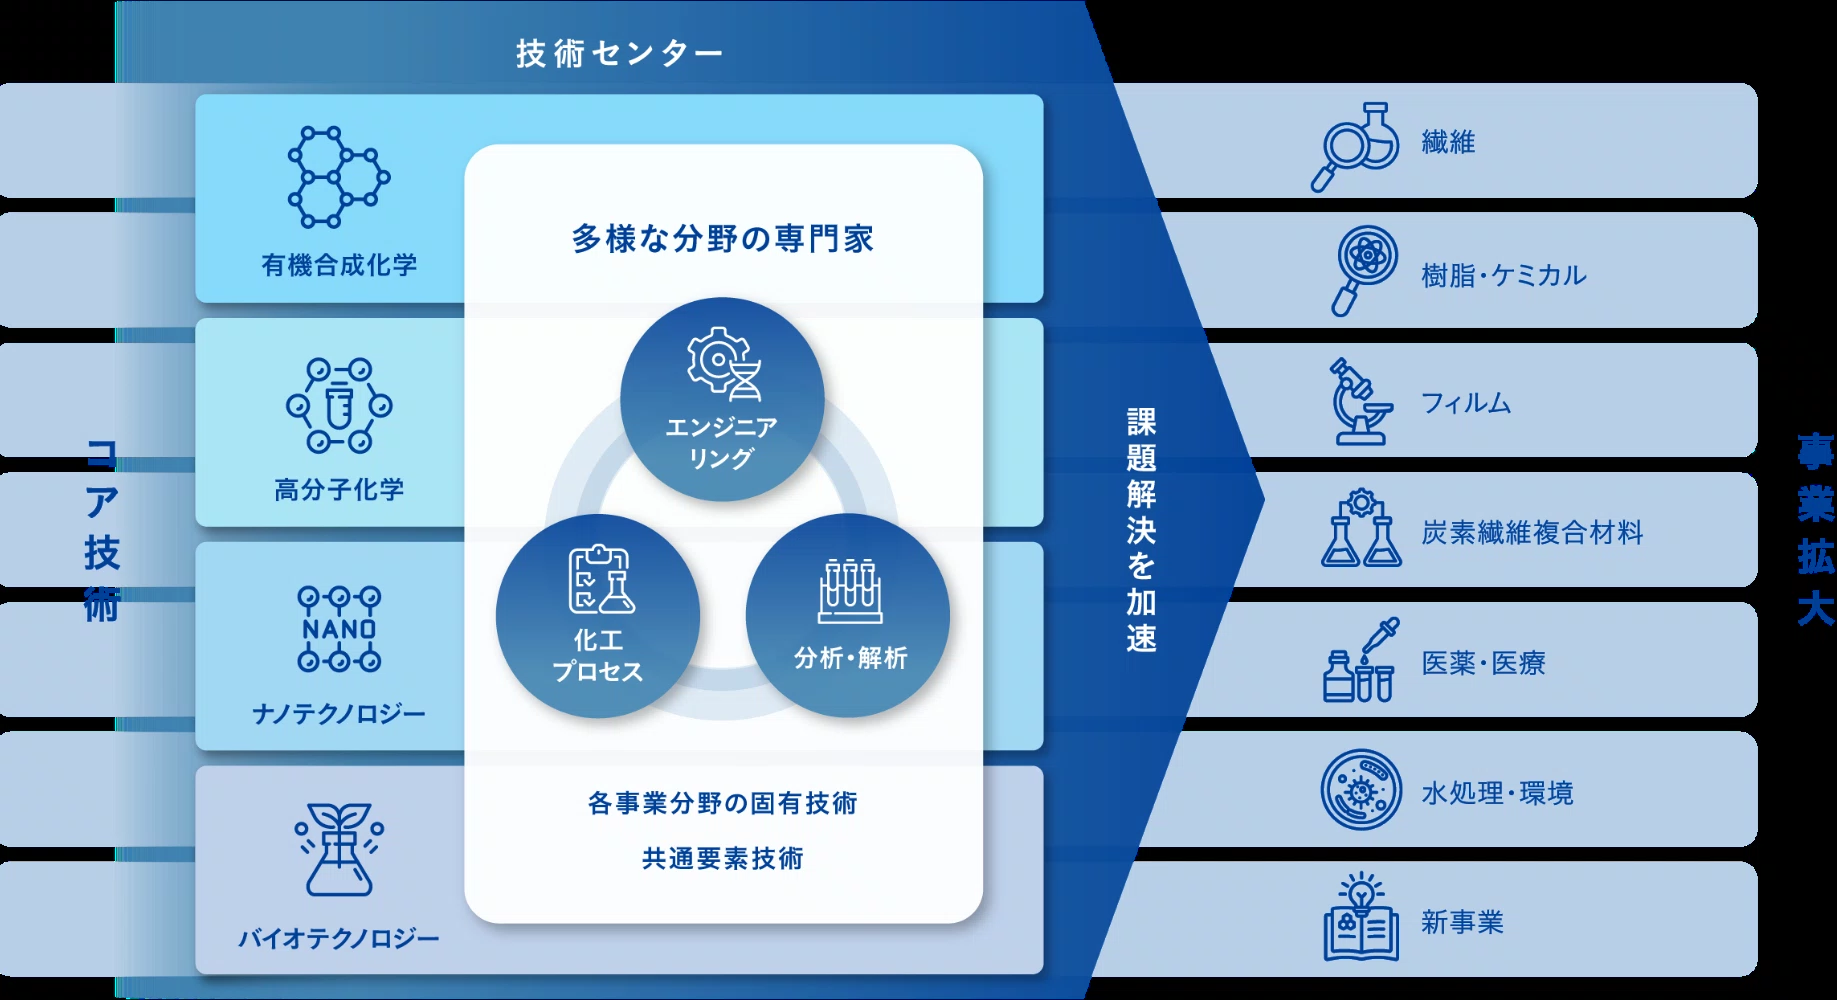 技術センター
コア技術
有機合成化学
高分子化学
NANO
ナノテクノロジー
バイオテクノロジー
多様な分野の専門家
エンジニア
リング
化工
プロセス
分析・解析
各事業分野の固有技術
共通要素技術
課題解決を加速
繊維
樹脂・ケミカル
フィルム
炭素繊維複合材料
医薬・医療
水処理・環境
新事業
事業拡大